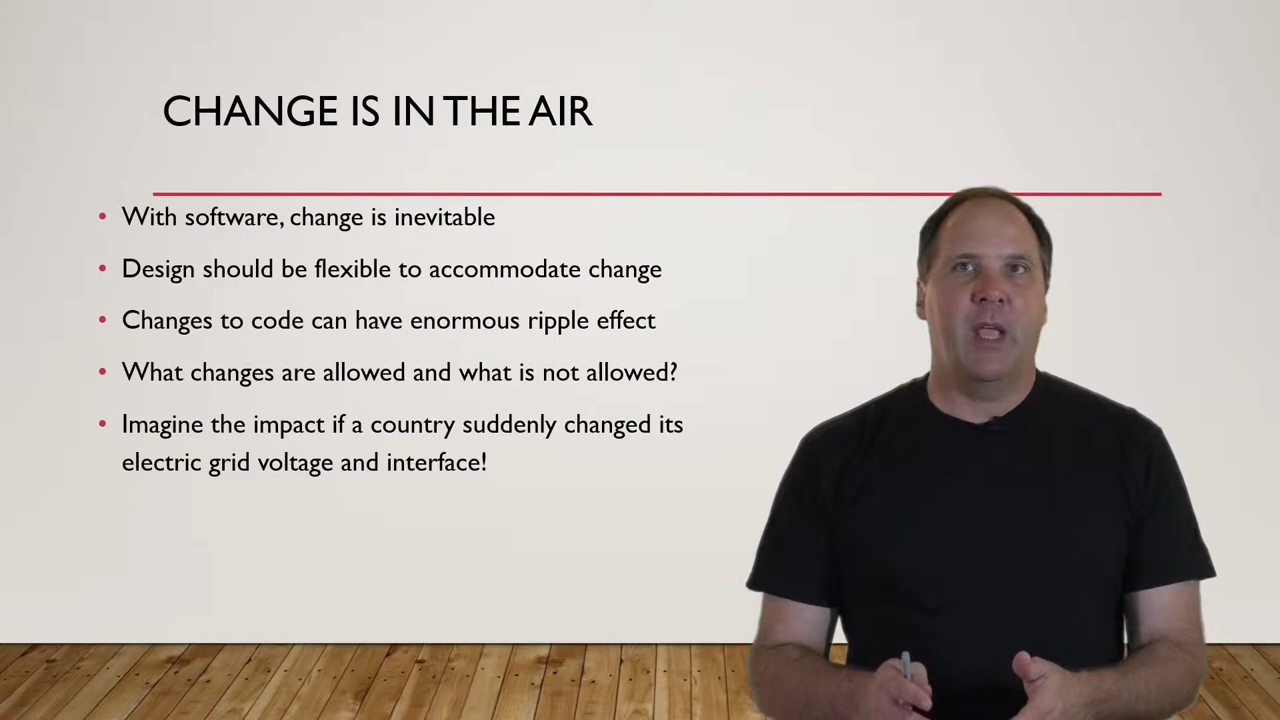 CHANGE IS IN THE AIR
• With software, change is inevitable
• Design should be flexible to accommodate change
• Changes to code can have enormous ripple effect
• What changes are allowed and what is not allowed?
• Imagine the impact if a country suddenly changed its
electric grid voltage and interface!